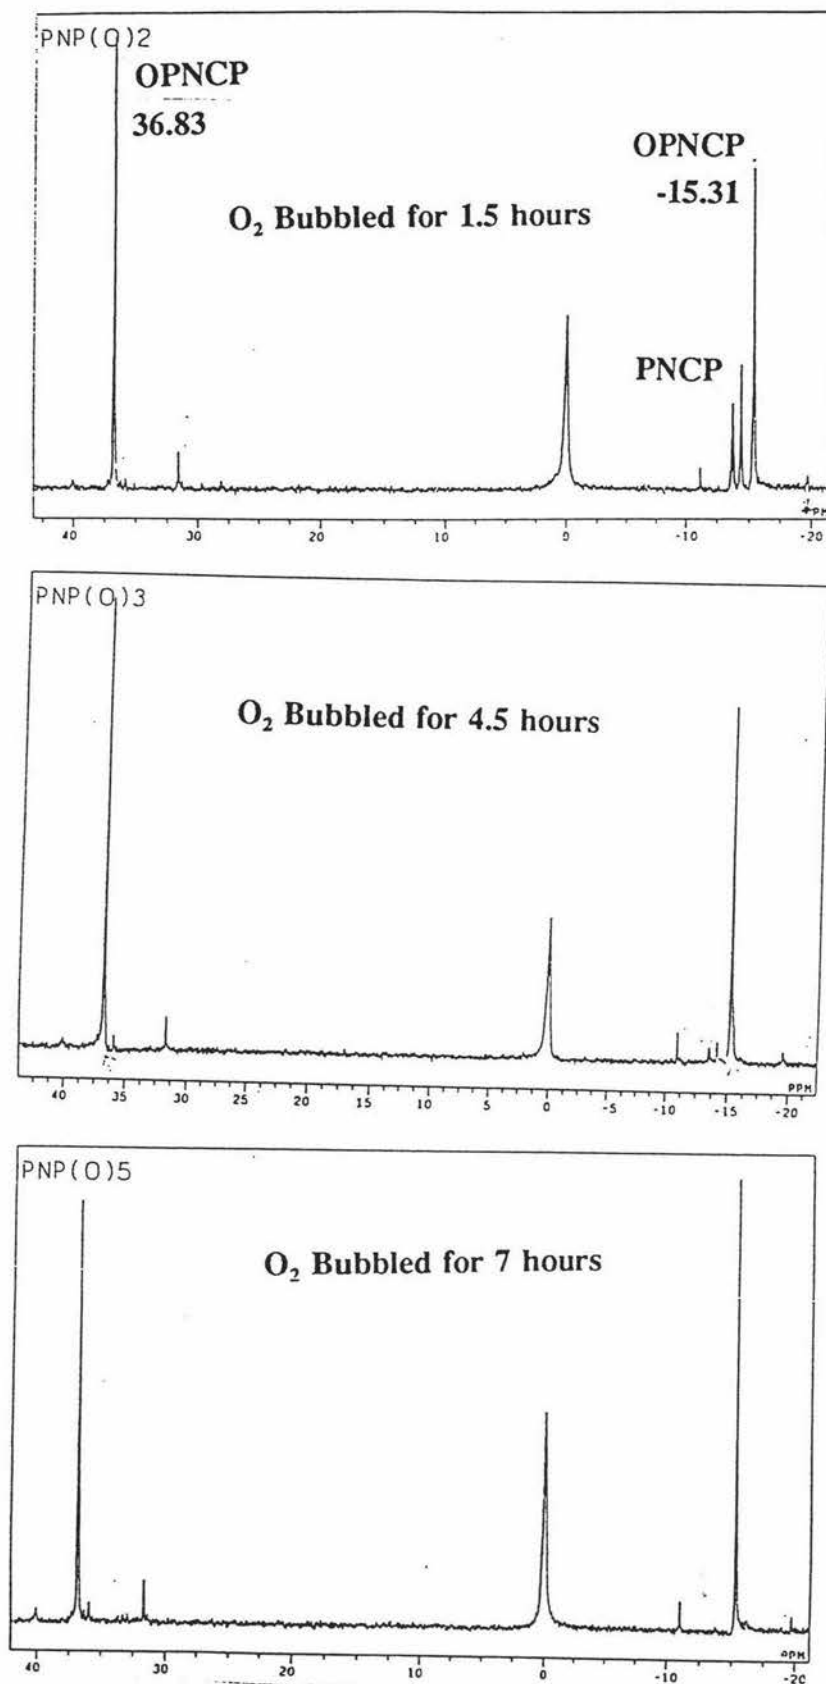 PNP(O)2
OPNCP
36.83
OPNCP
-15.31
O₂ Bubbled for 1.5 hours
PNCP
40 30 20 10 0 -10 -20
PPM
PNP(O)3
O₂ Bubbled for 4.5 hours
PPM
40 35 30 25 20 15 10 5 0 -5 -10 -15 -20
PNP(O)5
O₂ Bubbled for 7 hours
PPM
40 30 20 10 0 -10 -20